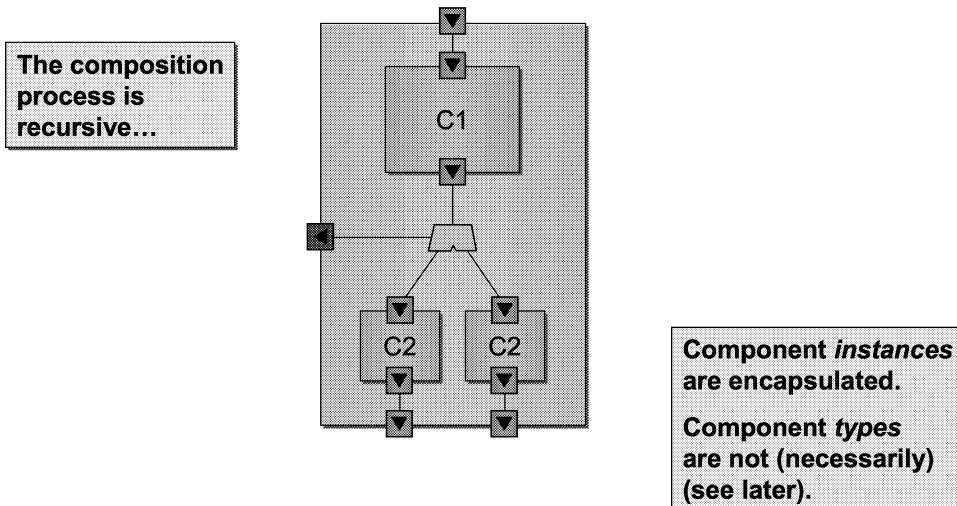 The composition
process is
recursive…
C1
C2
C2
Component instances
are encapsulated.
Component types
are not (necessarily)
(see later).